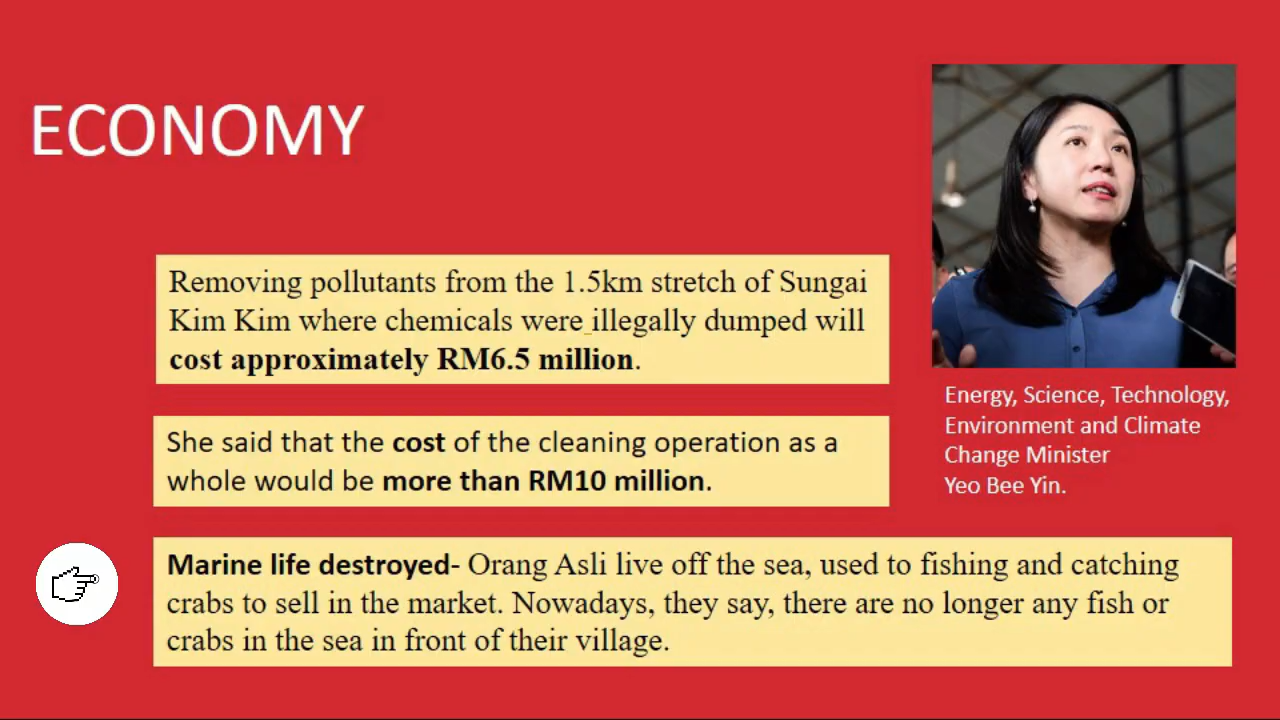 ECONOMY
Removing pollutants from the 1.5km stretch of Sungai
Kim Kim where chemicals were illegally dumped will
cost approximately RM6.5 million.
She said that the cost of the cleaning operation as a
whole would be more than RM10 million.
Energy, Science, Technology,
Environment and Climate
Change Minister
Yeo Bee Yin.
Marine life destroyed- Orang Asli live off the sea, used to fishing and catching
crabs to sell in the market. Nowadays, they say, there are no longer any fish or
crabs in the sea in front of their village.